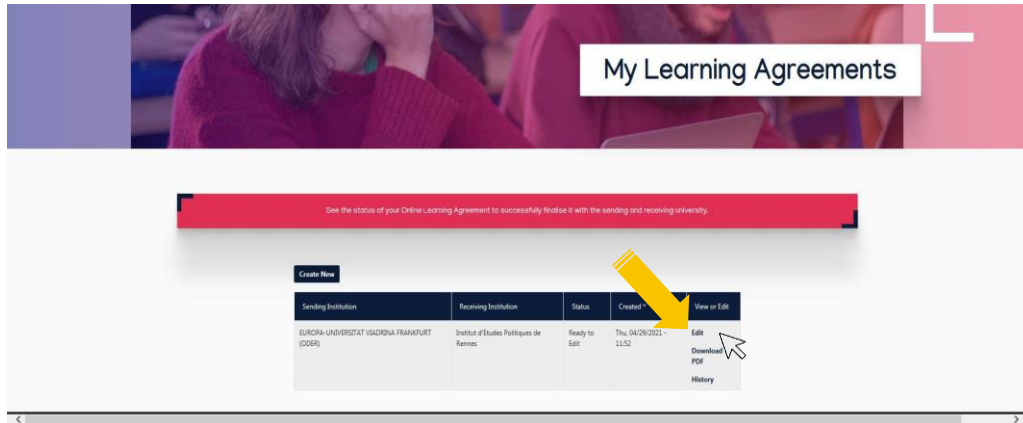 My Learning Agreements
See the status of your Online Learning Agreement to successfully finalise it with the sending and receiving university.
Create New
Sending Institution Receiving Institution Status Created View or Edit
EUROPA-UNIVERSITAT VIADRINA FRANKFURT Institut d'Etudes Politiques de Ready to Thu, 04/29/2021 - Edit
(ODER) Rennes Edit 11:52
Download
PDF
History